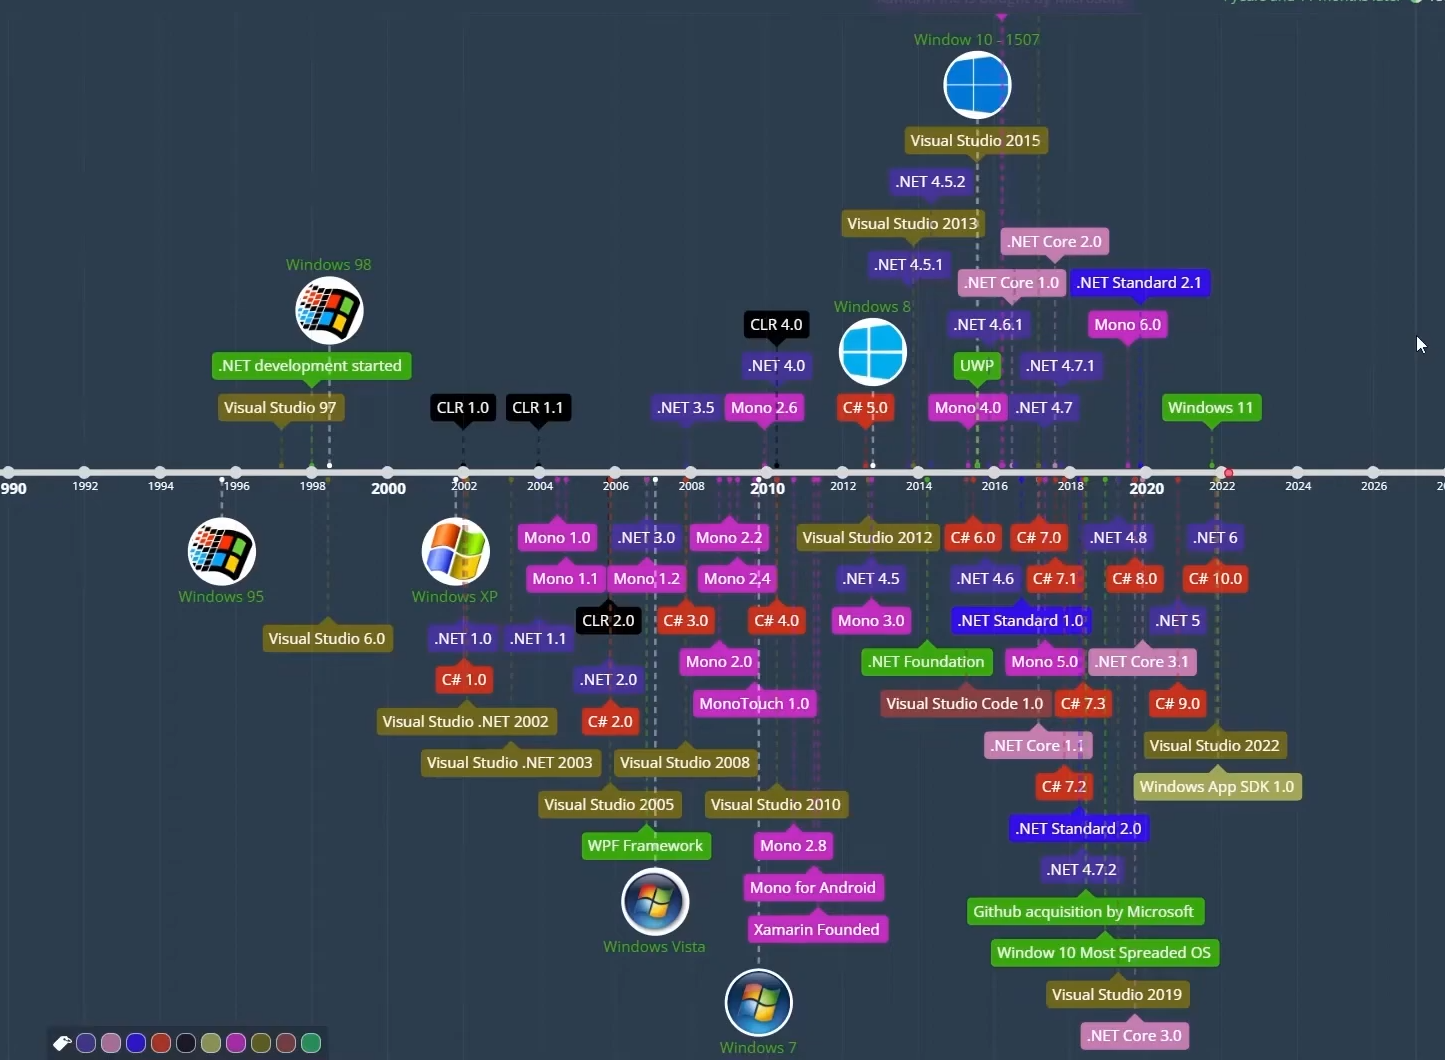 Window 10 - 1507
Visual Studio 2015
.NET 4.5.2
Visual Studio 2013
.NET Core 2.0
Windows 98
.NET 4.5.1
.NET Core 1.0
.NET Standard 2.1
Windows 8
CLR 4.0
.NET 4.6.1
Mono 6.0
.NET development started
.NET 4.0
UWP
.NET 4.7.1
Visual Studio 97
CLR 1.0
CLR 1.1
.NET 3.5
Mono 2.6
C# 5.0
Mono 4.0
.NET 4.7
Windows 11
990
1992
1994
1996
1998
2000
2002
2004
2006
2008
2010
2012
2014
2016
2018
2020
2022
2024
2026
2
Mono 1.0
.NET 3.0
Mono 2.2
Visual Studio 2012
C# 6.0
C# 7.0
.NET 4.8
.NET 6
Mono 1.1
Mono 1.2
Mono 2.4
.NET 4.5
.NET 4.6
C# 7.1
C# 8.0
C# 10.0
Windows 95
Windows XP
CLR 2.0
C# 3.0
C# 4.0
Mono 3.0
.NET Standard 1.0
.NET 5
Visual Studio 6.0
.NET 1.0
.NET 1.1
Mono 2.0
.NET Foundation
Mono 5.0
.NET Core 3.1
C# 1.0
.NET 2.0
MonoTouch 1.0
Visual Studio Code 1.0
C# 7.3
C# 9.0
Visual Studio .NET 2002
C# 2.0
.NET Core 1.1
Visual Studio 2022
Visual Studio .NET 2003
Visual Studio 2008
C# 7.2
Windows App SDK 1.0
Visual Studio 2005
Visual Studio 2010
.NET Standard 2.0
WPF Framework
Mono 2.8
.NET 4.7.2
Mono for Android
Github acquisition by Microsoft
Xamarin Founded
Windows Vista
Window 10 Most Spreaded OS
Visual Studio 2019
.NET Core 3.0
Windows 7